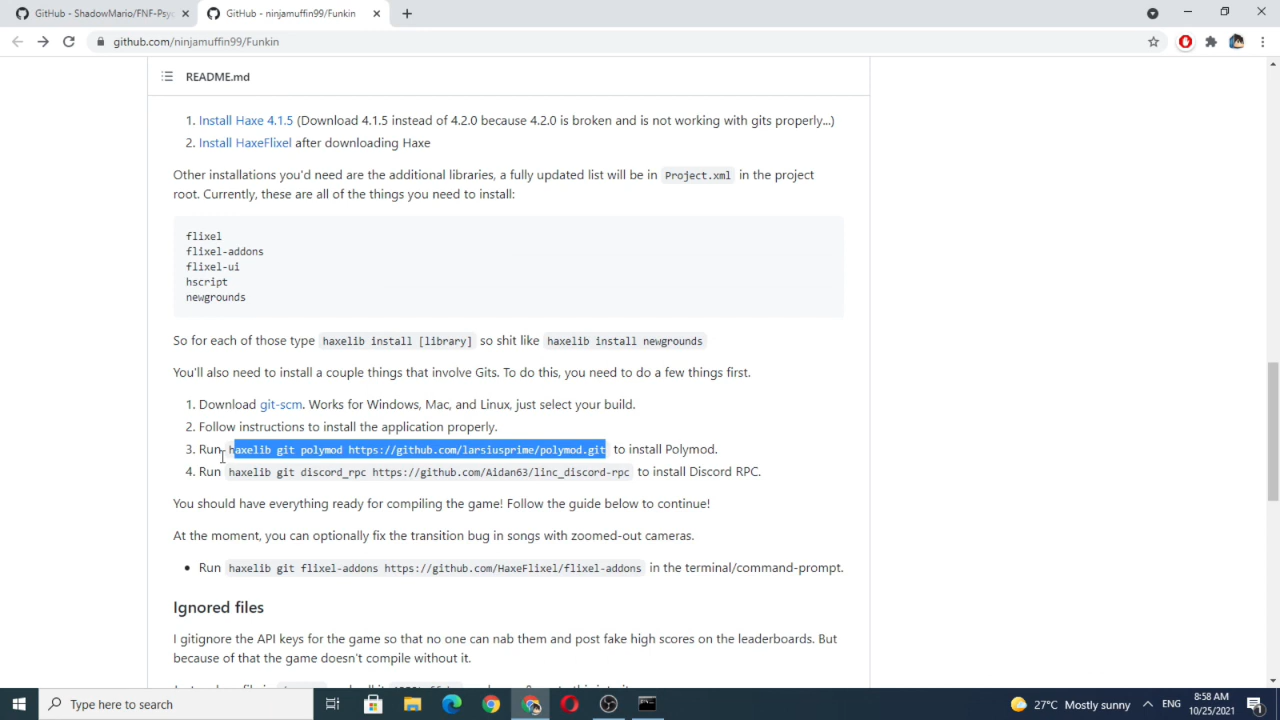 GitHub - ShadowMario/FNF-Psyc
GitHub - ninjamuffin99/Funkin
github.com/ninjamuffin99/Funkin
README.md
1. Install Haxe 4.1.5 (Download 4.1.5 instead of 4.2.0 because 4.2.0 is broken and is not working with gits properly...)
2. Install HaxeFlixel after downloading Haxe
Other installations you'd need are the additional libraries, a fully updated list will be in Project.xml in the project
root. Currently, these are all of the things you need to install:
flixel
flixel-addons
flixel-ui
hscript
newgrounds
So for each of those type haxelib install [library] so shit like haxelib install newgrounds
You'll also need to install a couple things that involve Gits. To do this, you need to do a few things first.
1. Download git-scm. Works for Windows, Mac, and Linux, just select your build.
2. Follow instructions to install the application properly.
3. Run haxelib git polymod https://github.com/larsiusprime/polymod.git to install Polymod.
4. Run haxelib git discord_rpc https://github.com/Aidan63/linc_discord-rpc to install Discord RPC.
You should have everything ready for compiling the game! Follow the guide below to continue!
At the moment, you can optionally fix the transition bug in songs with zoomed-out cameras.
• Run haxelib git flixel-addons https://github.com/HaxeFlixel/flixel-addons in the terminal/command-prompt.
Ignored files
I gitignore the API keys for the game so that no one can nab them and post fake high scores on the leaderboards. But
because of that the game doesn't compile without it.
Type here to search
27°C Mostly sunny
ENG
8:58 AM
10/25/2021
1